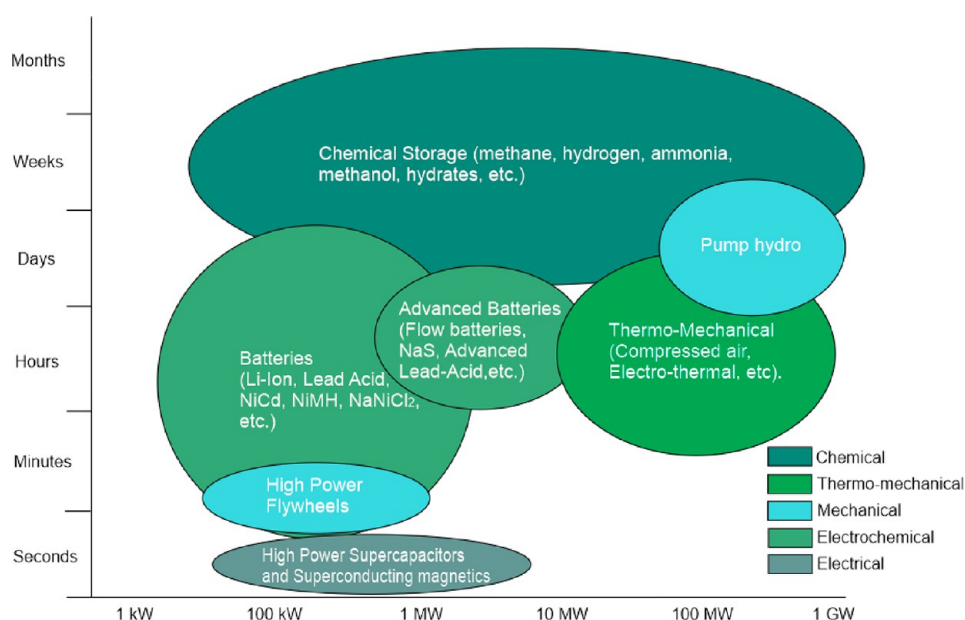 Months
Weeks
Days
Hours
Minutes
Seconds
Chemical Storage (methane, hydrogen, ammonia,
methanol, hydrates, etc.)
Pump hydro
Advanced Batteries
(Flow batteries,
NaS, Advanced
Lead-Acid,etc.)
Thermo-Mechanical
(Compressed air,
Electro-thermal, etc).
Batteries
(Li-Ion, Lead Acid,
NiCd, NiMH, NaNiCl₂,
etc.)
High Power
Flywheels
High Power Supercapacitors
and Superconducting magnetics
Chemical
Thermo-mechanical
Mechanical
Electrochemical
Electrical
1 kW 100 kW 1 MW 10 MW 100 MW 1 GW